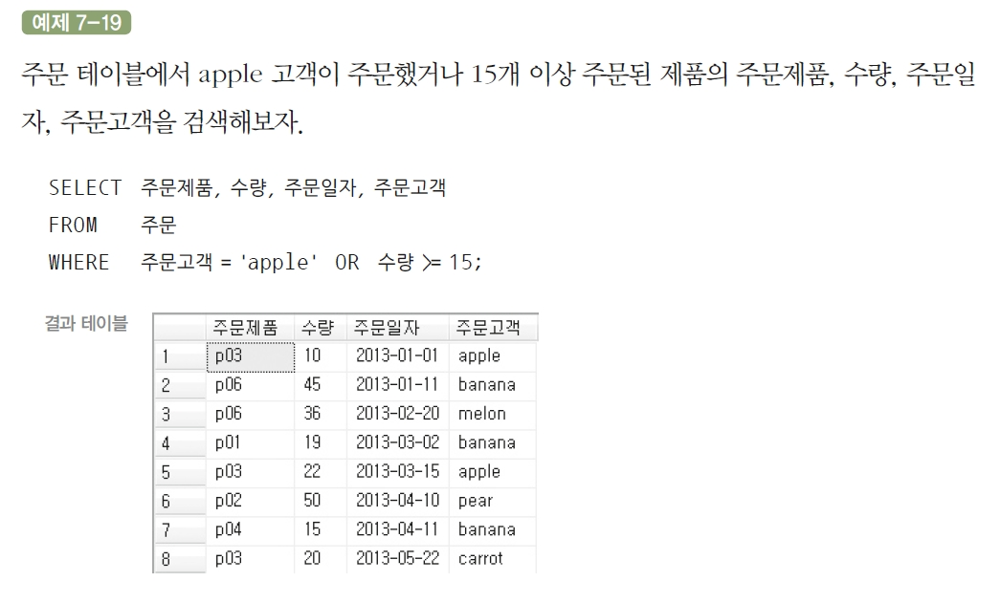 예제 7-19
주문 테이블에서 apple 고객이 주문했거나 15개 이상 주문된 제품의 주문제품, 수량, 주문일
자, 주문고객을 검색해보자.
SELECT 주문제품, 수량, 주문일자, 주문고객
FROM 주문
WHERE 주문고객 = 'apple' OR 수량 >= 15;
결과 테이블
주문제품 수량 주문일자 주문고객
1 p03 10 2013-01-01 apple
2 p06 45 2013-01-11 banana
3 p06 36 2013-02-20 melon
4 p01 19 2013-03-02 banana
5 p03 22 2013-03-15 apple
6 p02 50 2013-04-10 pear
7 p04 15 2013-04-11 banana
8 p03 20 2013-05-22 carrot